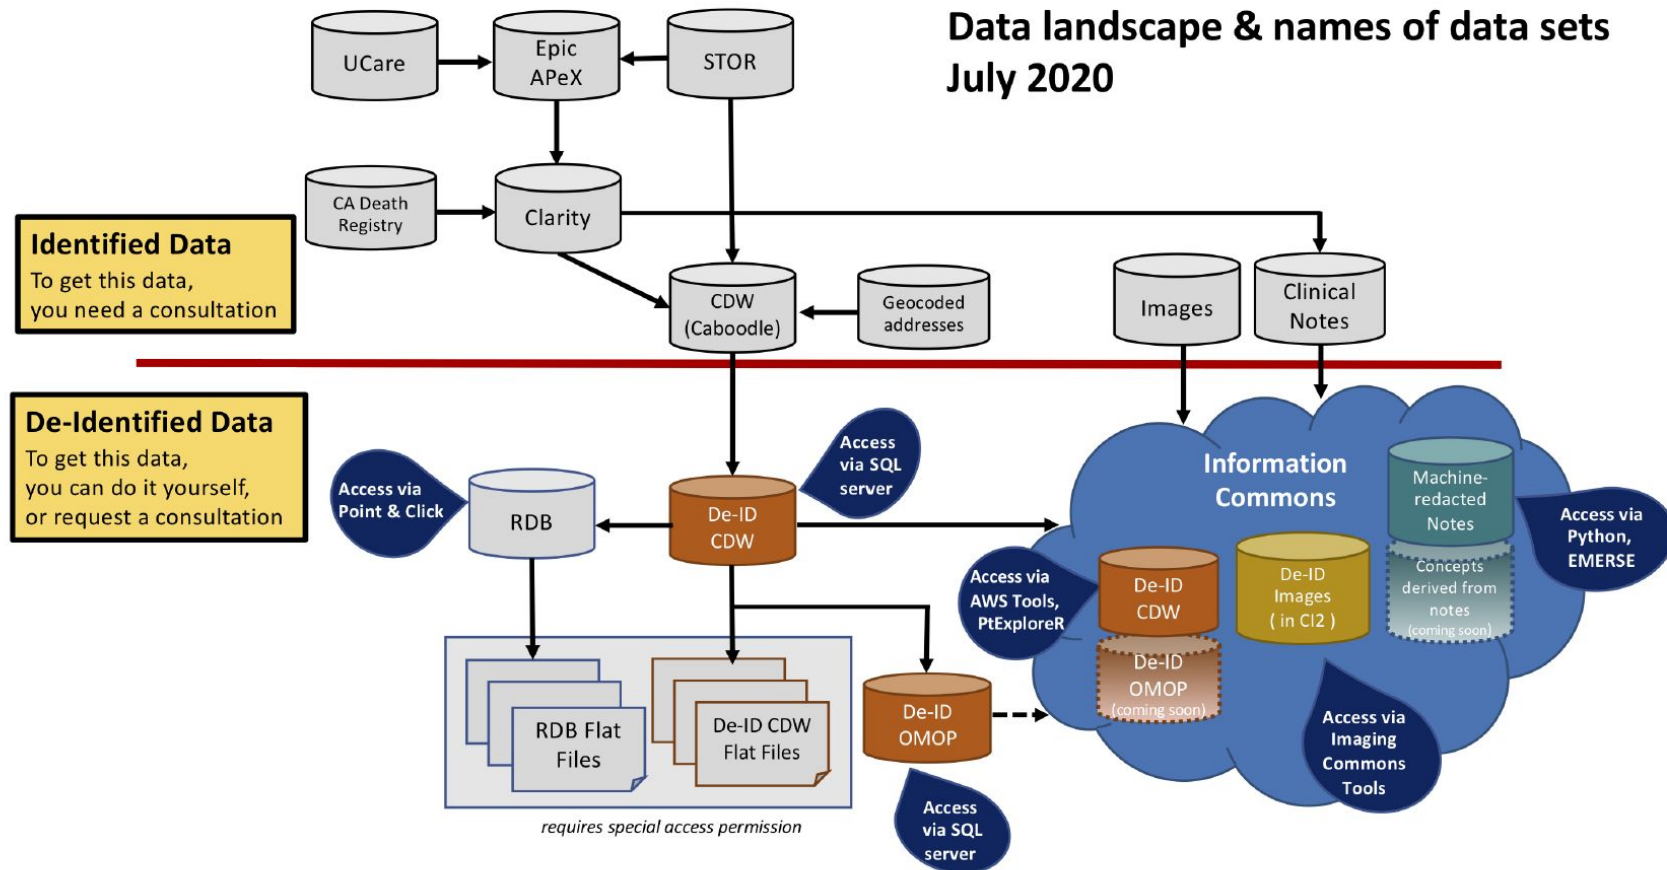 Data landscape & names of data sets
July 2020
UCare
Epic
APeX
STOR
CA Death
Registry
Clarity
Identified Data
To get this data,
you need a consultation
CDW
(Caboodle)
Geocoded
addresses
Images
Clinical
Notes
De-Identified Data
To get this data,
you can do it yourself,
or request a consultation
Access via
Point & Click
RDB
De-ID
CDW
Access
via SQL
server
Information
Commons
Machine-
redacted
Notes
Access via
Python,
EMERSE
Access via
AWS Tools,
PtExploreR
De-ID
CDW
De-ID
Images
( in CI2 )
Concepts
derived from
notes
(coming soon)
De-ID
OMOP
(coming soon)
RDB Flat
Files
De-ID CDW
Flat Files
De-ID
OMOP
Access via
Imaging
Commons
Tools
requires special access permission
Access
via SQL
server